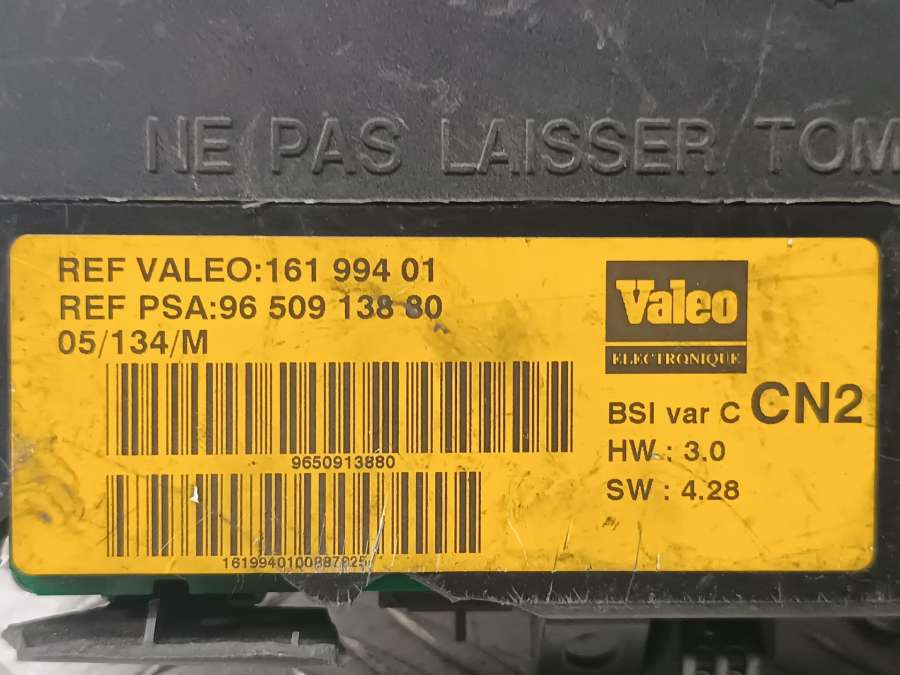 NE PAS LAISSER TOM
REF VALEO:161 994 01
REF PSA:96 509 138 80
05/134/M
9650913880
Valeo
ELECTRONIQUE
BSI var C CN2
HW : 3.0
SW : 4.28